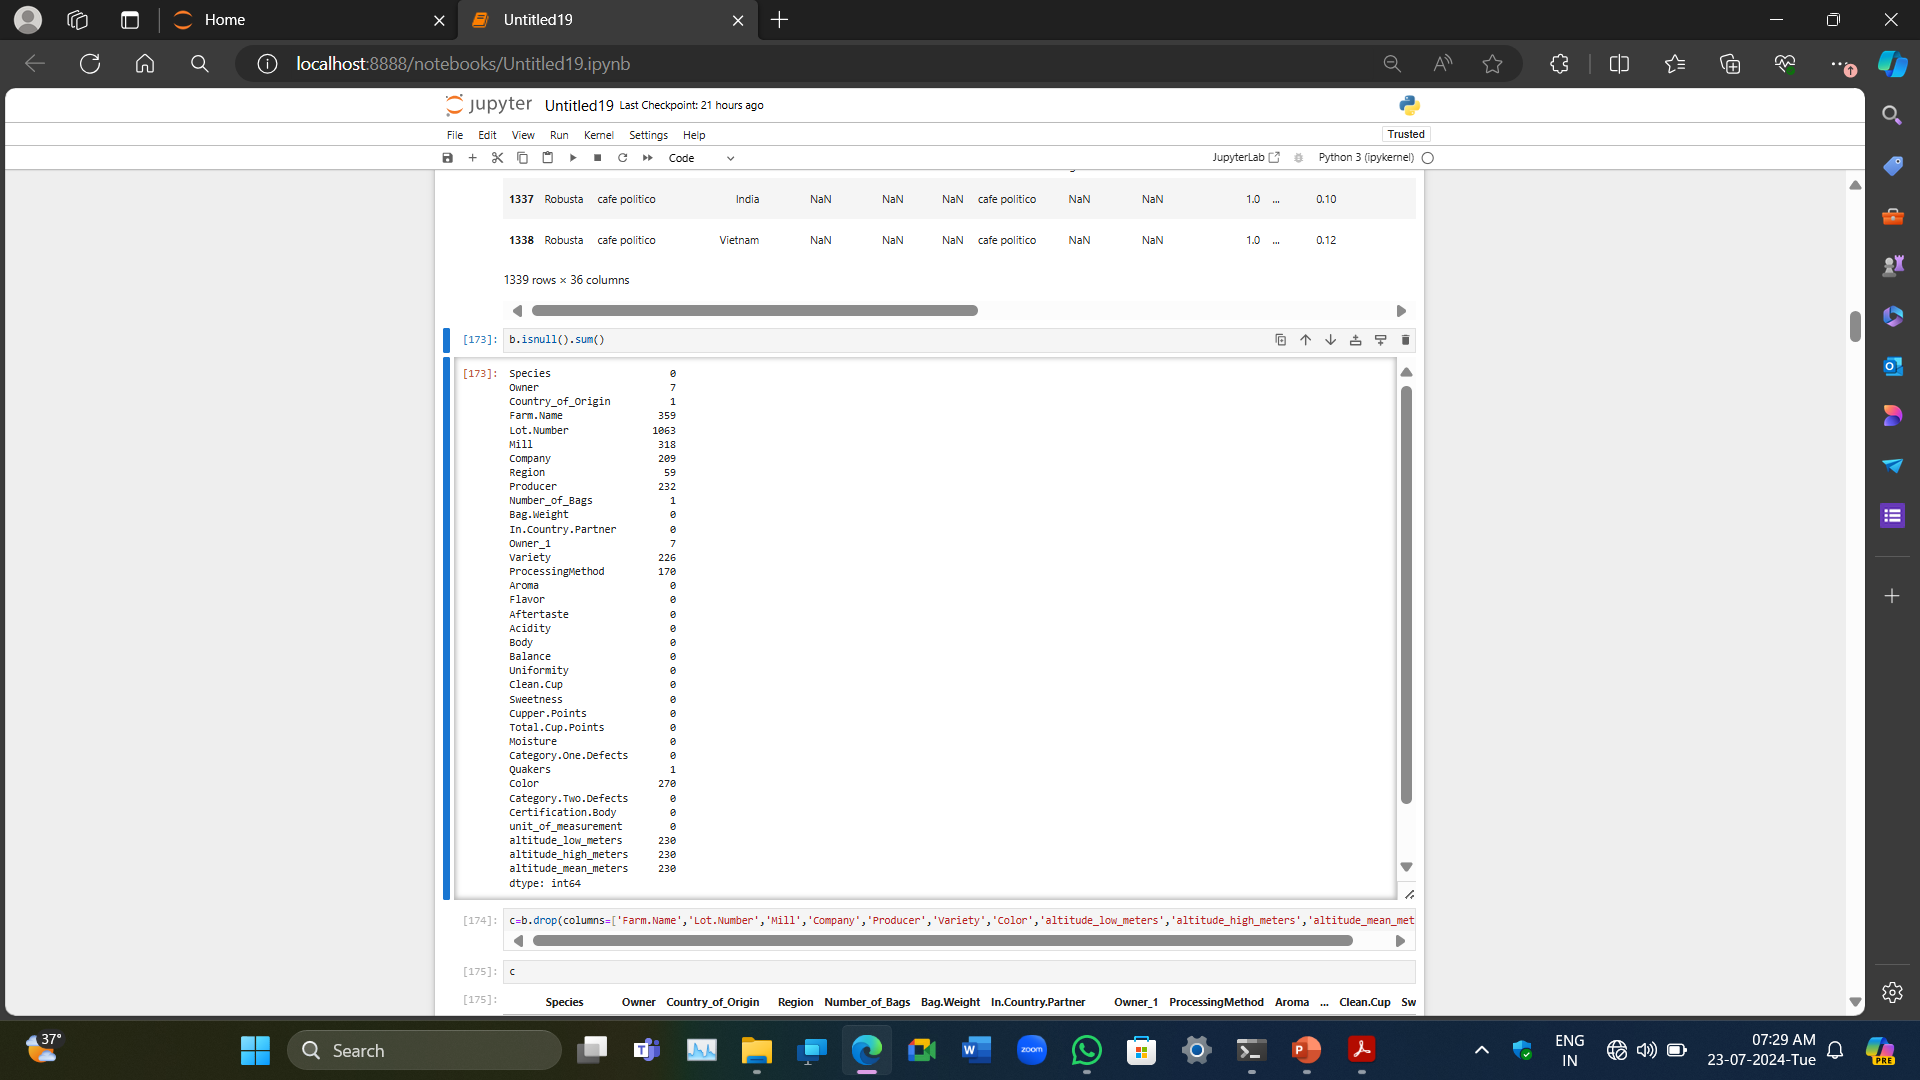 Home
Untitled19
localhost:8888/notebooks/Untitled19.ipynb
jupyter Untitled19 Last Checkpoint: 21 hours ago
File Edit View Run Kernel Settings Help
Trusted
Code
JupyterLab
Python 3 (ipykernel)
1337 Robusta cafe politico India NaN NaN NaN cafe politico NaN NaN 1.0 ... 0.10
1338 Robusta cafe politico Vietnam NaN NaN NaN cafe politico NaN NaN 1.0 ... 0.12
1339 rows × 36 columns
[173]: b.isnull().sum()
[173]: Species 0
Owner 7
Country_of_Origin 1
Farm.Name 359
Lot.Number 1063
Mill 318
Company 209
Region 59
Producer 232
Number_of_Bags 1
Bag.Weight 0
In.Country.Partner 0
Owner_1 7
Variety 226
ProcessingMethod 170
Aroma 0
Flavor 0
Aftertaste 0
Acidity 0
Body 0
Balance 0
Uniformity 0
Clean.Cup 0
Sweetness 0
Cupper.Points 0
Total.Cup.Points 0
Moisture 0
Category.One.Defects 0
Quakers 1
Color 270
Category.Two.Defects 0
Certification.Body 0
unit_of_measurement 0
altitude_low_meters 230
altitude_high_meters 230
altitude_mean_meters 230
dtype: int64
[174]: c=b.drop(columns=['Farm.Name','Lot.Number','Mill','Company','Producer','Variety','Color','altitude_low_meters','altitude_high_meters','altitude_mean_met
[175]: c
[175]: Species Owner Country_of_Origin Region Number_of_Bags Bag.Weight In.Country.Partner Owner_1 ProcessingMethod Aroma ... Clean.Cup Sw
37°
Search
zoom
ENG
IN
07:29 AM
23-07-2024-Tue
PRE